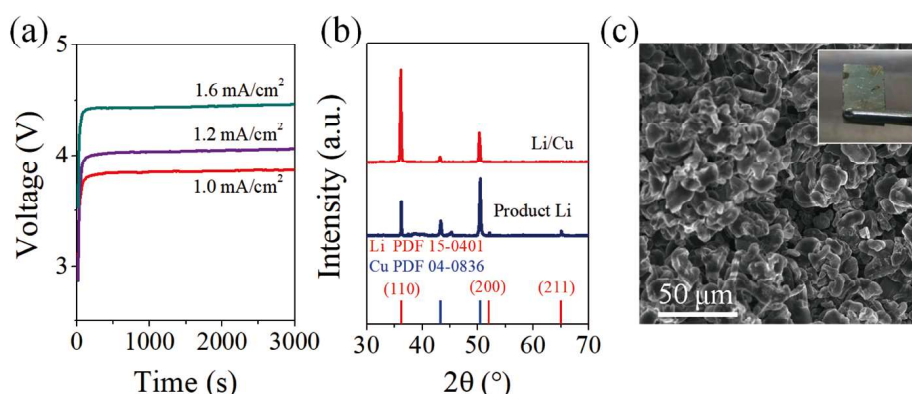 (a)
5
4
3
Voltage (V)
1.6 mA/cm²
1.2 mA/cm²
1.0 mA/cm²
0 1000 2000 3000
Time (s)
(b)
Intensity (a.u.)
Li/Cu
Product Li
Li PDF 15-0401
Cu PDF 04-0836
(110) (200) (211)
30 40 50 60 70
2θ (°)
(c)
50 μm